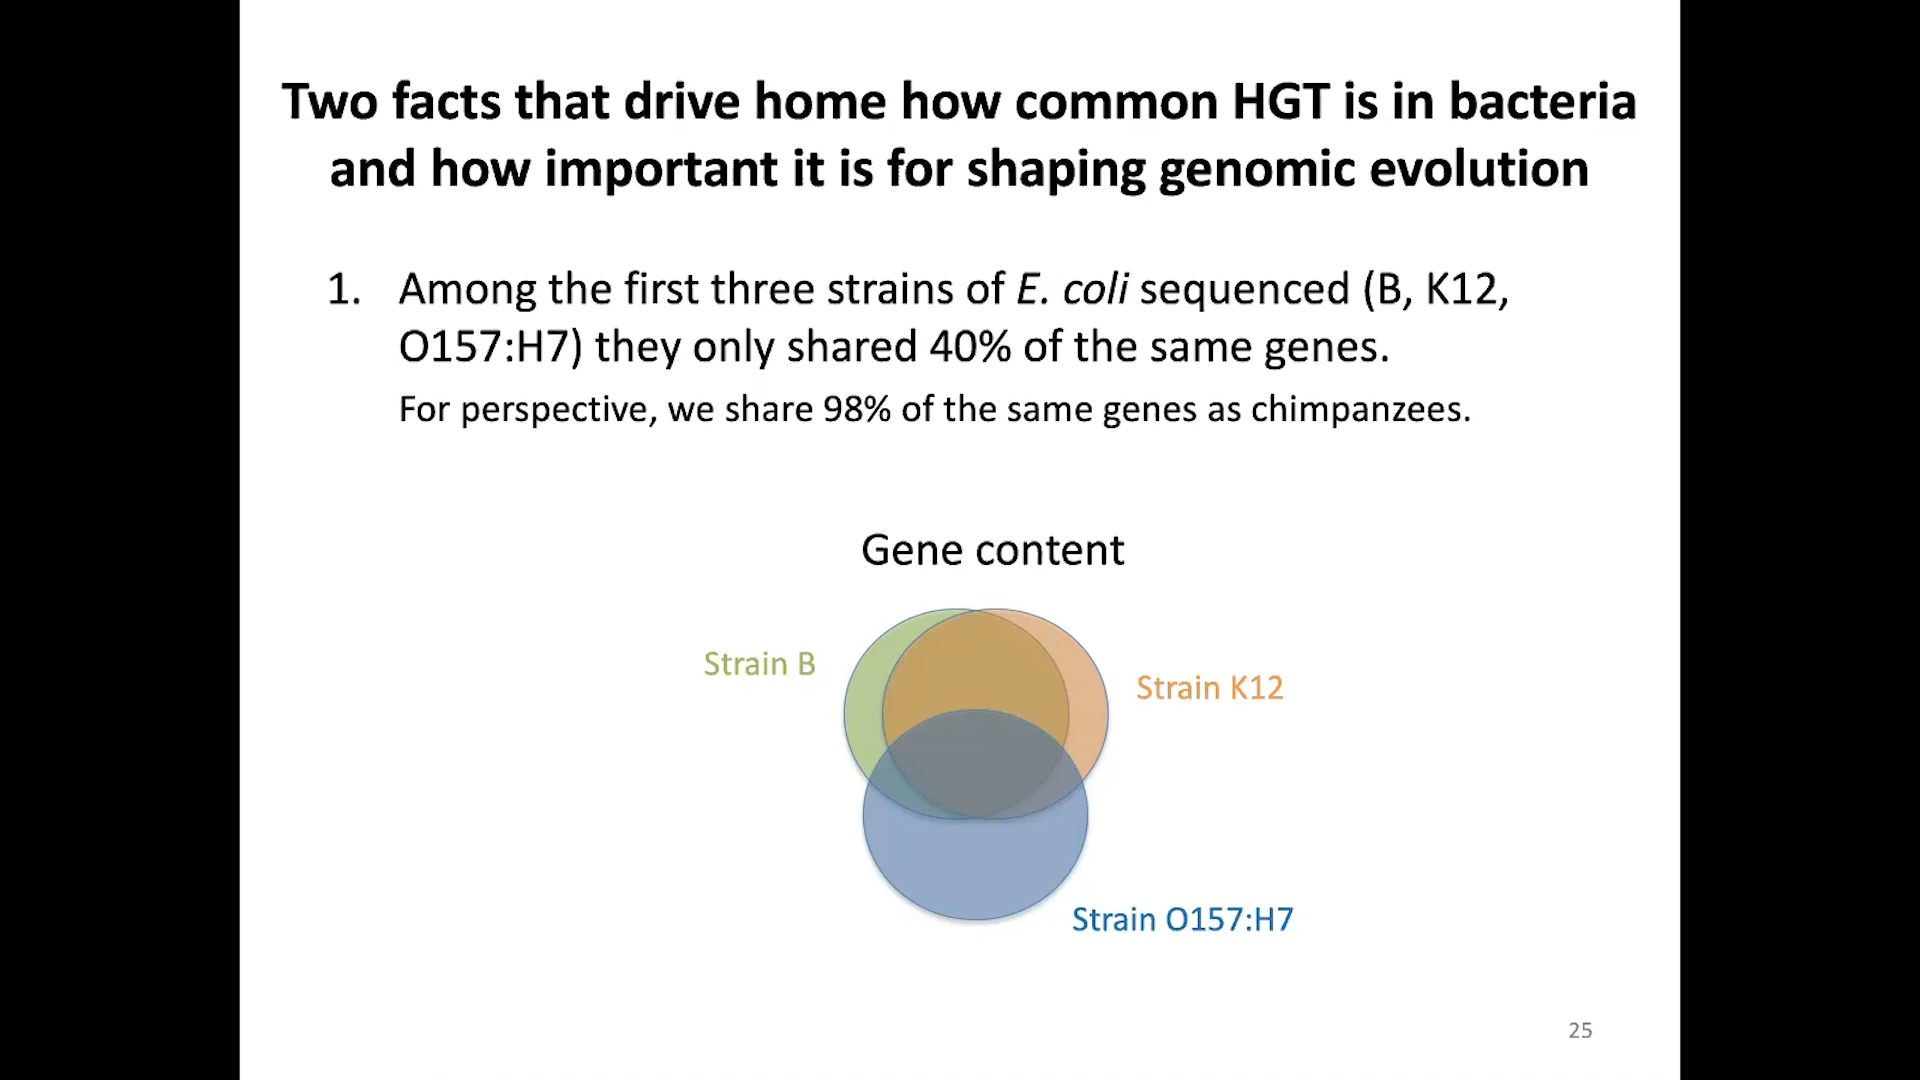 Two facts that drive home how common HGT is in bacteria
and how important it is for shaping genomic evolution
1. Among the first three strains of E. coli sequenced (B, K12,
O157:H7) they only shared 40% of the same genes.
For perspective, we share 98% of the same genes as chimpanzees.
Gene content
Strain B
Strain K12
Strain O157:H7
25